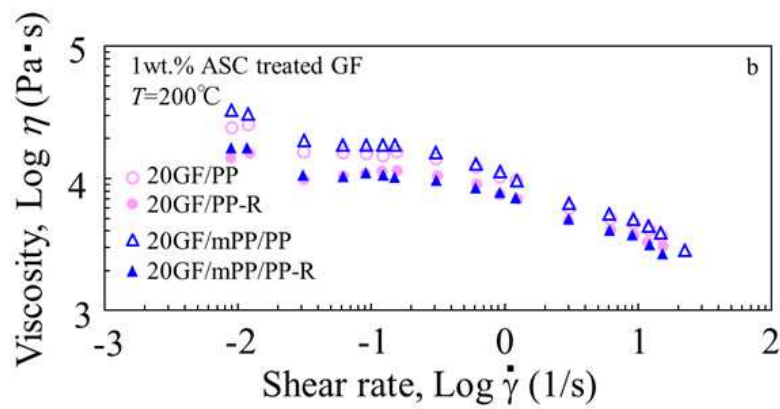 5
1wt.% ASC treated GF
b
T=200℃
Viscosity, Log η (Pa·s)
4
20GF/PP
20GF/PP-R
20GF/mPP/PP
20GF/mPP/PP-R
3
-3 -2 -1 0 1 2
Shear rate, Log γ̇ (1/s)